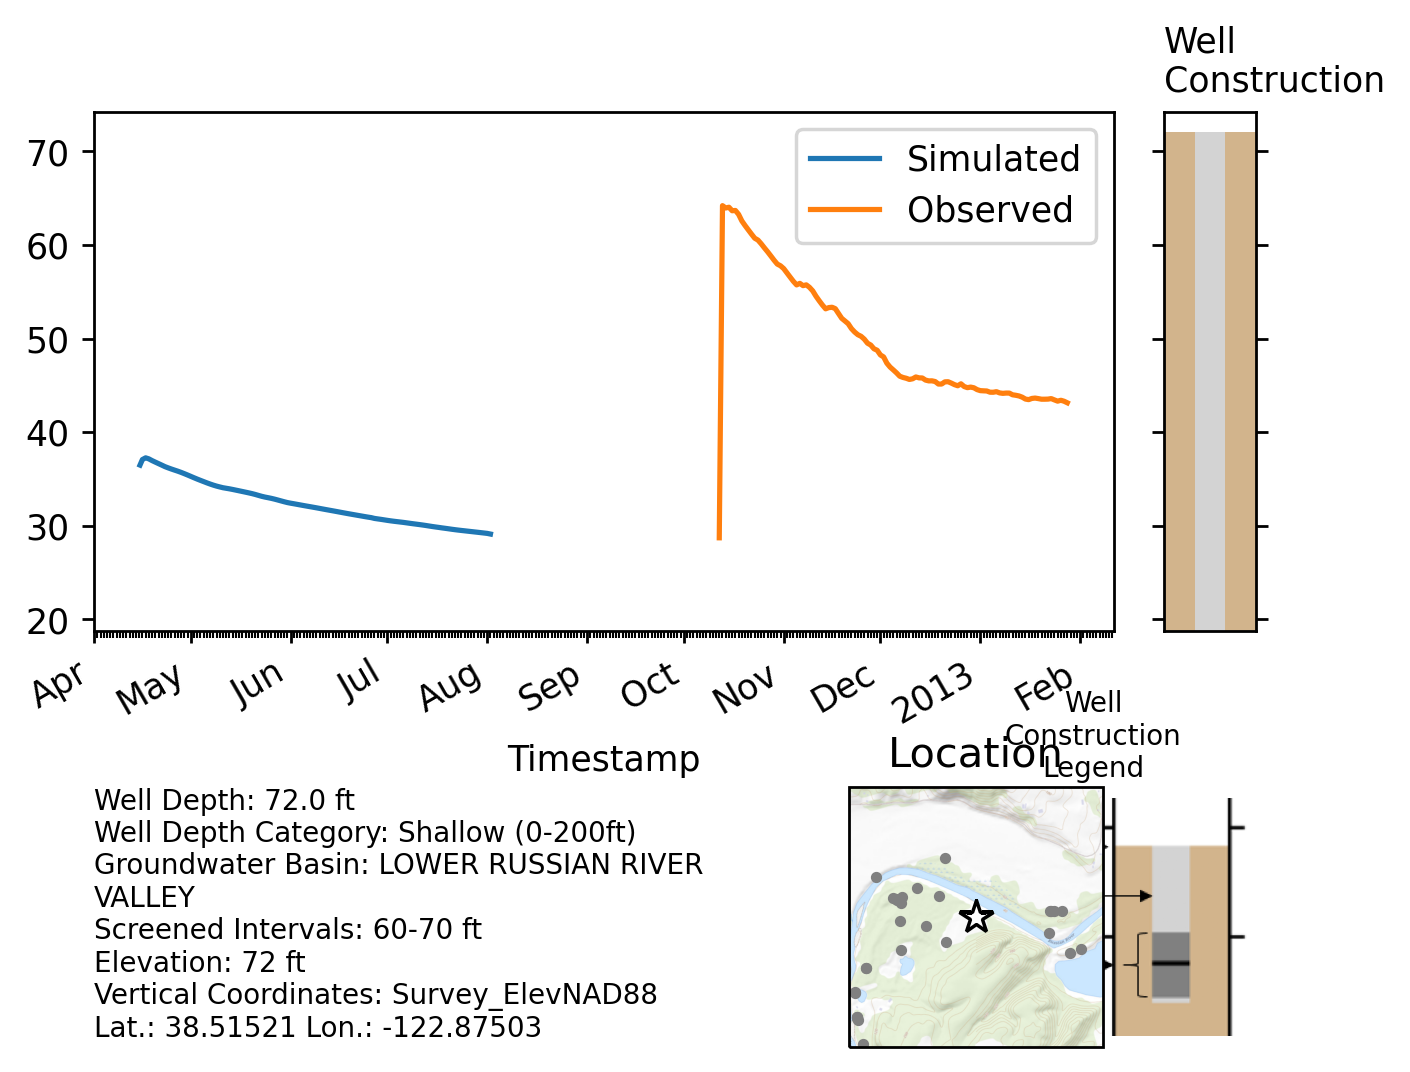 Well
Construction
Simulated
Observed
70
60
50
40
30
20
Apr
May
Jun
Jul
Aug
Sep
Oct
Nov
Dec
2013
Feb
Timestamp
Well
Construction
Legend
Location
Well Depth: 72.0 ft
Well Depth Category: Shallow (0-200ft)
Groundwater Basin: LOWER RUSSIAN RIVER
VALLEY
Screened Intervals: 60-70 ft
Elevation: 72 ft
Vertical Coordinates: Survey_ElevNAD88
Lat.: 38.51521 Lon.: -122.87503